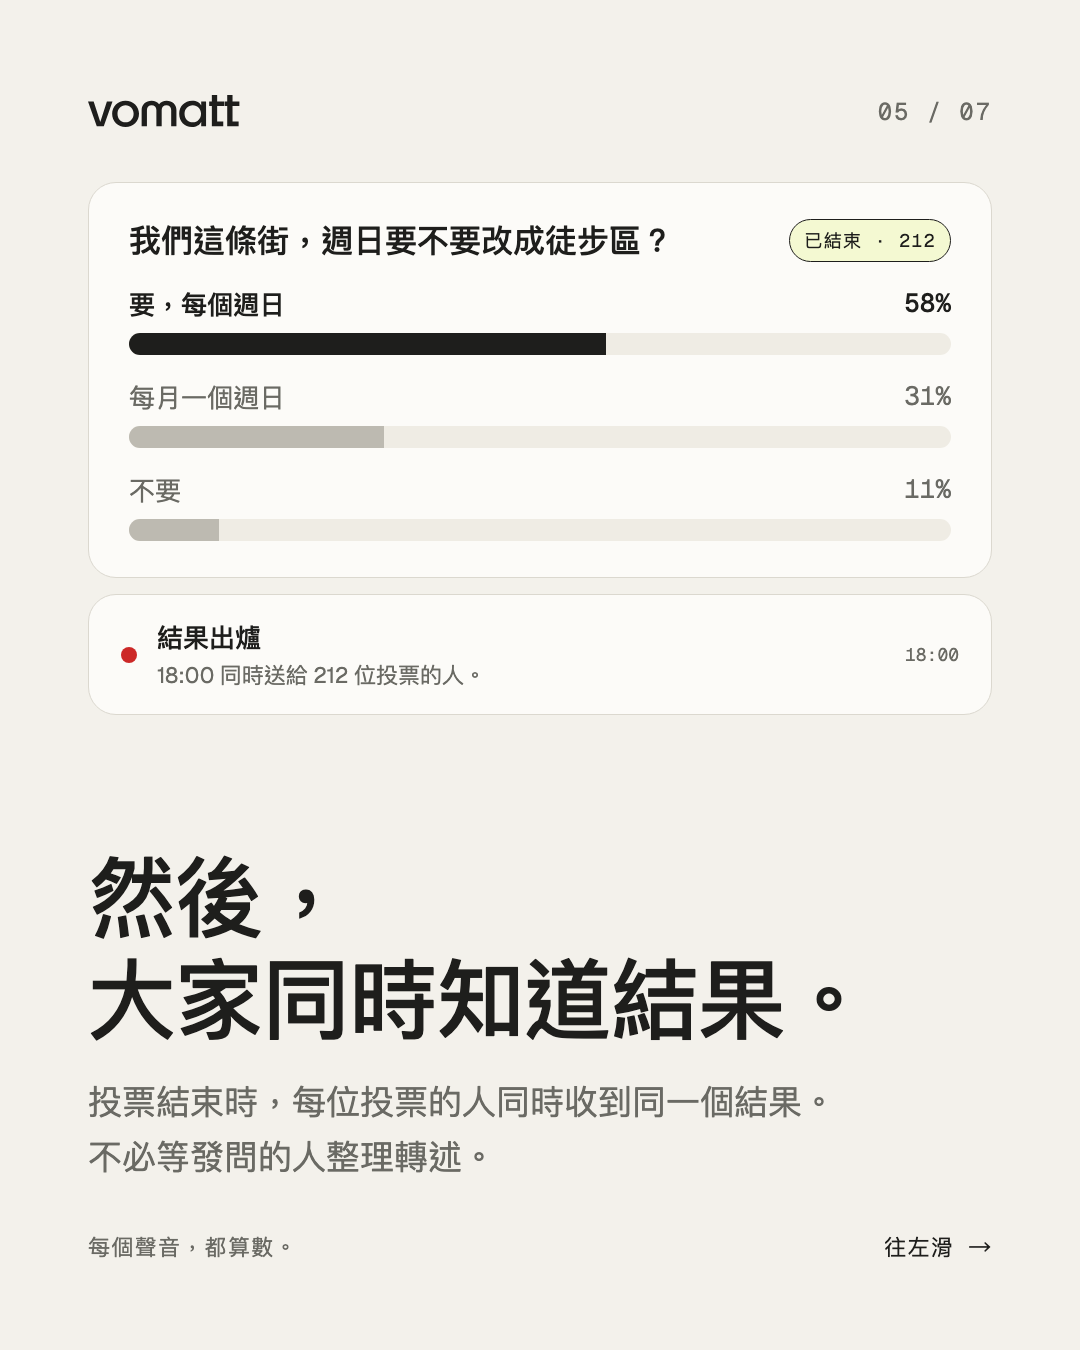 vomatt
05 / 07
我們這條街，週日要不要改成徒步區？
已結束 · 212
要，每個週日
58%
每月一個週日
31%
不要
11%
結果出爐
18:00 同時送給 212 位投票的人。
18:00
然後，
大家同時知道結果。
投票結束時，每位投票的人同時收到同一個結果。
不必等發問的人整理轉述。
每個聲音，都算數。
往左滑 →